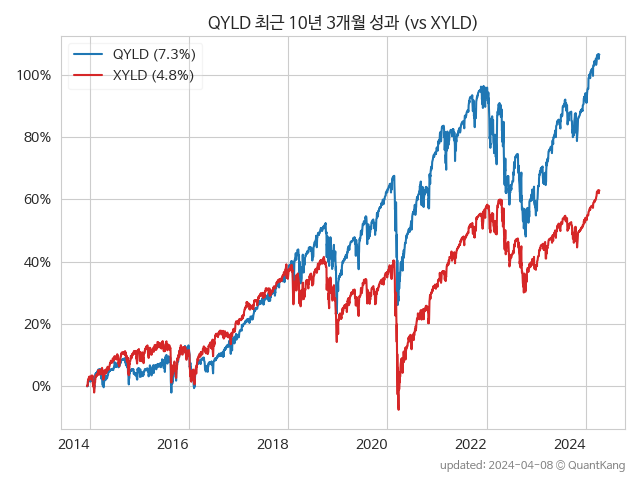 QYLD 최근 10년 3개월 성과 (vs XYLD)
QYLD (7.3%)
XYLD (4.8%)
100%
80%
60%
40%
20%
0%
2014 2016 2018 2020 2022 2024
updated: 2024-04-08 @ QuantKang